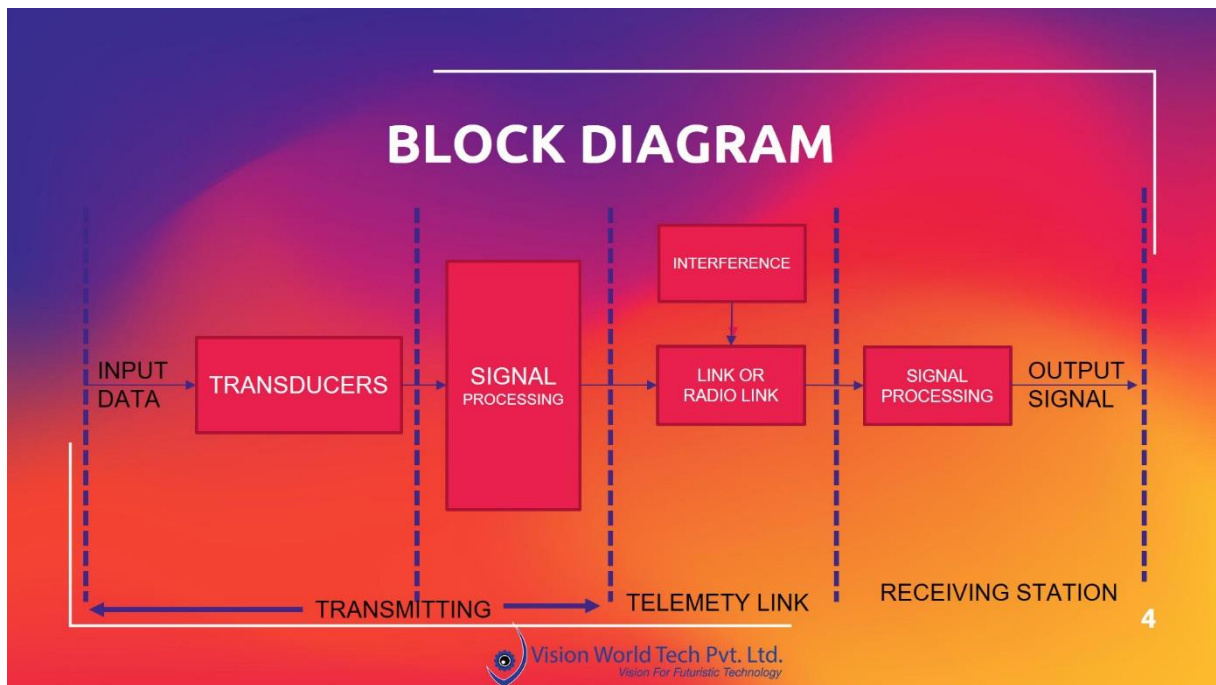 BLOCK DIAGRAM
INPUT
DATA
TRANSDUCERS
SIGNAL
PROCESSING
INTERFERENCE
LINK OR
RADIO LINK
SIGNAL
PROCESSING
OUTPUT
SIGNAL
TRANSMITTING
TELEMETY LINK
RECEIVING STATION
4
Vision World Tech Pvt. Ltd.
Vision For Futuristic Technology